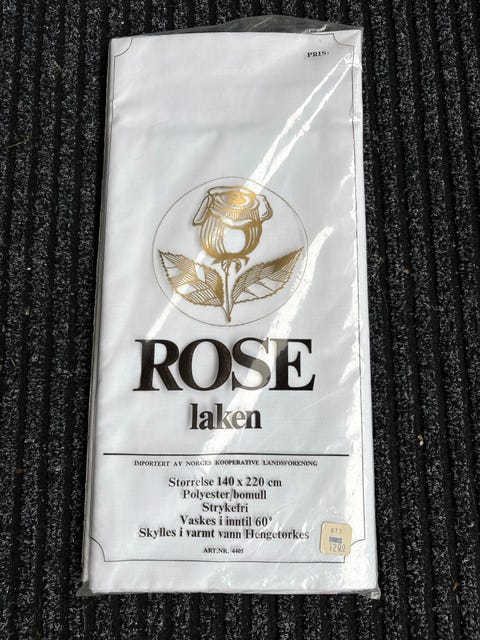 PRIS:
ROSE
laken
IMPORTERT AV NORGES KOOPERATIVE LANDSFORENING
Størrelse 140 x 220 cm
Polyester/bomull
Strykefri
Vaskes i inntil 60°
Skylles i varmt vann Hengetørkes
ART.NR. 4405